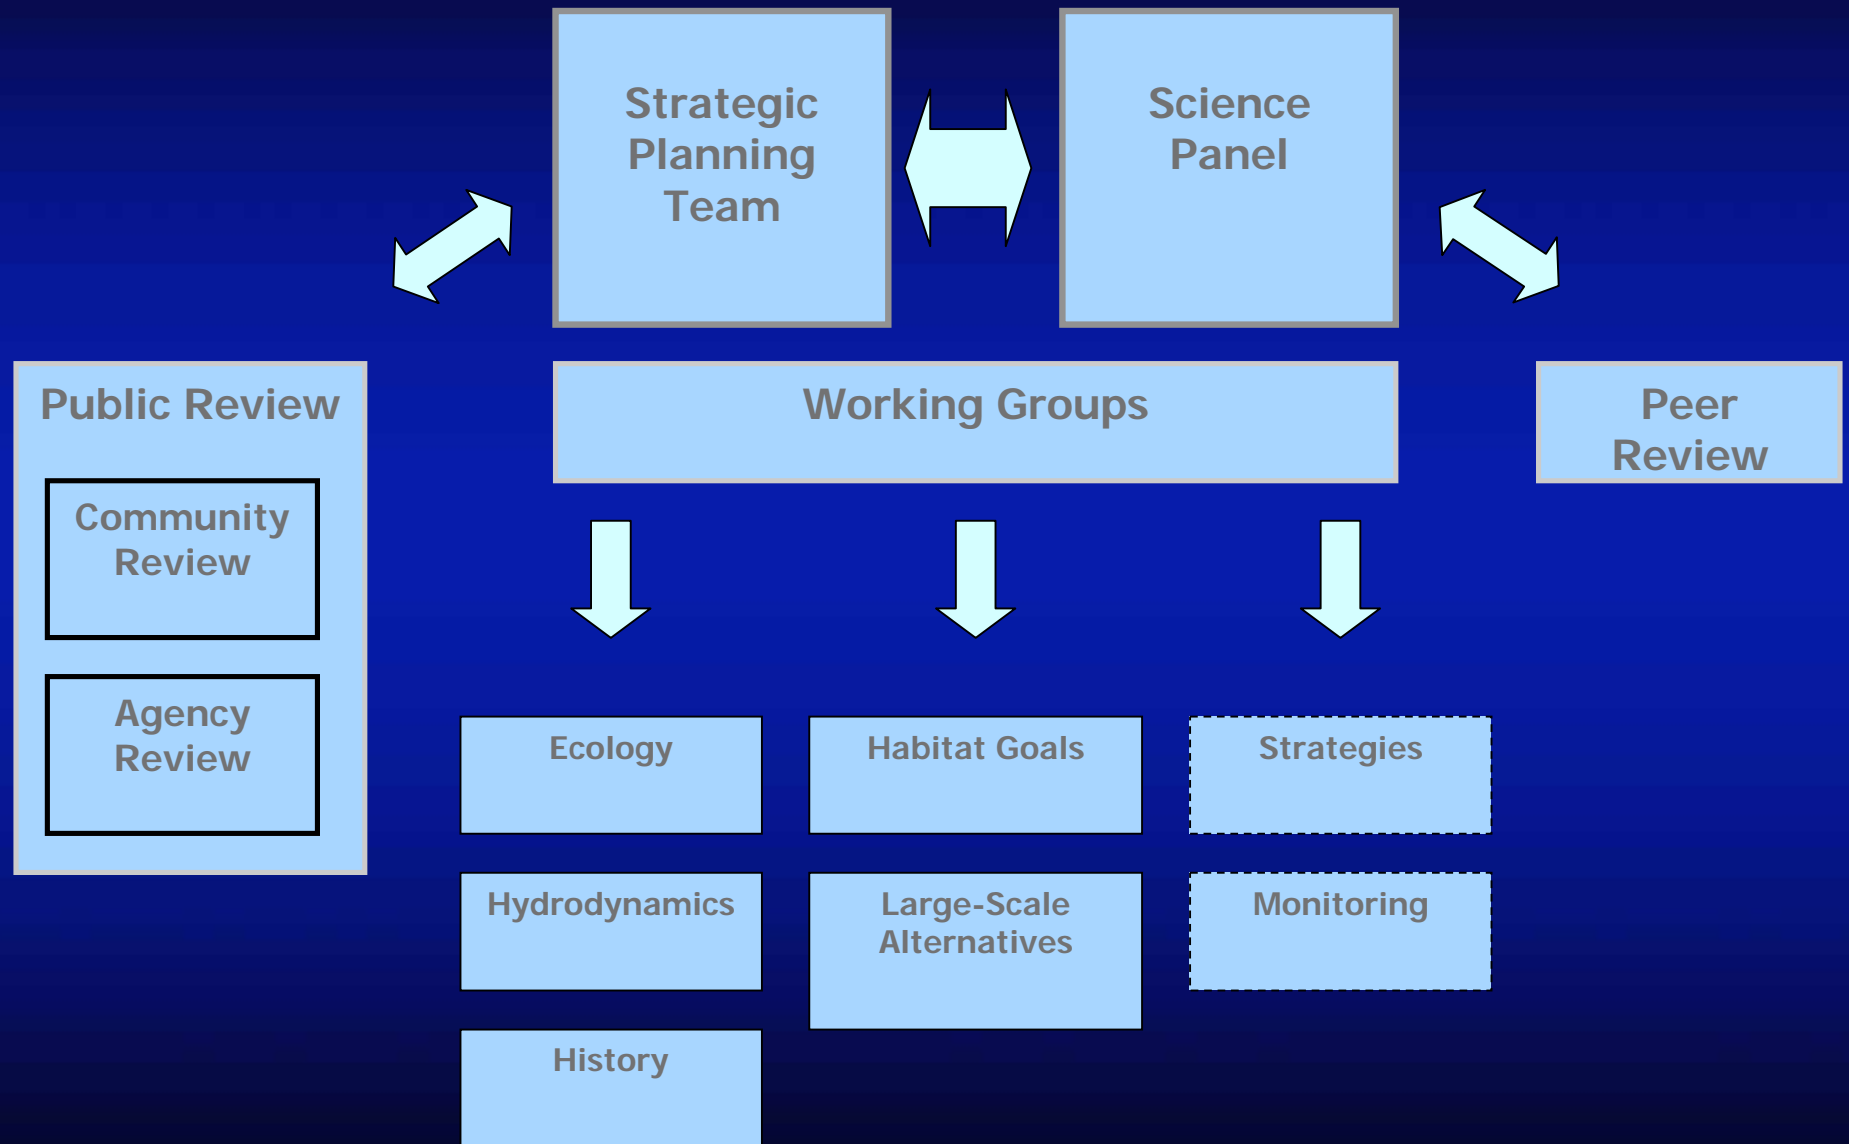 Strategic
Planning
Team
Science
Panel
Public Review
Community
Review
Agency
Review
Working Groups
Peer
Review
Ecology
Habitat Goals
Strategies
Hydrodynamics
Large-Scale
Alternatives
Monitoring
History